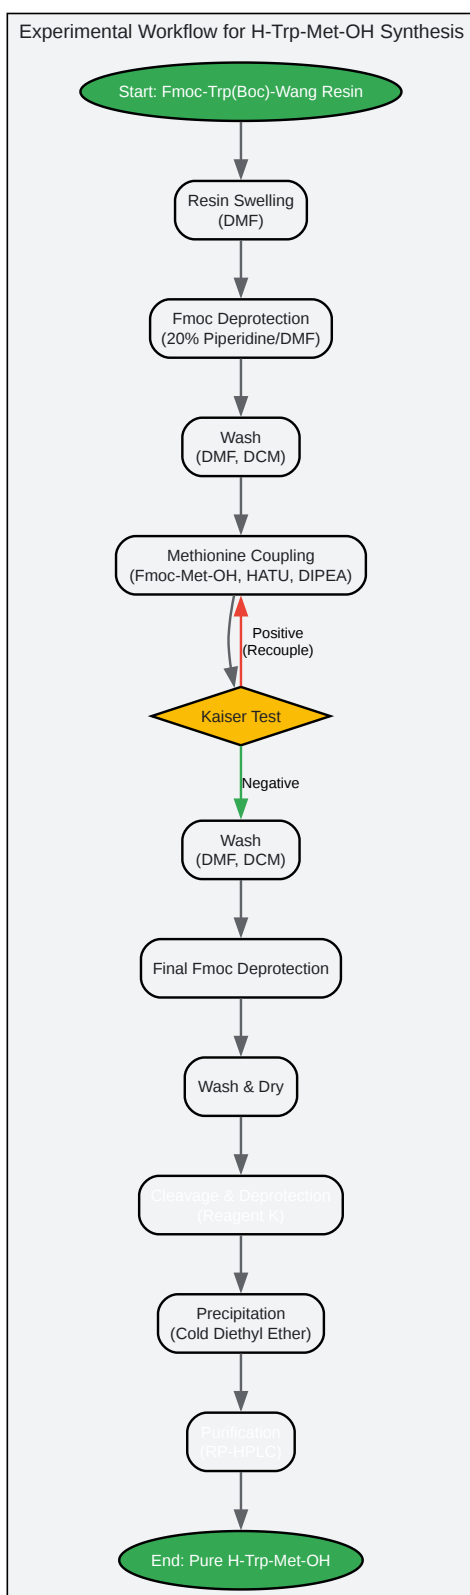 Experimental Workflow for H-Trp-Met-OH Synthesis
Start: Fmoc-Trp(Boc)-Wang Resin
Resin Swelling
(DMF)
Fmoc Deprotection
(20% Piperidine/DMF)
Wash
(DMF, DCM)
Methionine Coupling
(Fmoc-Met-OH, HATU, DIPEA)
Positive
(Recouple)
Kaiser Test
Negative
Wash
(DMF, DCM)
Final Fmoc Deprotection
Wash & Dry
Cleavage & Deprotection
(Reagent K)
Precipitation
(Cold Diethyl Ether)
Purification
(RP-HPLC)
End: Pure H-Trp-Met-OH